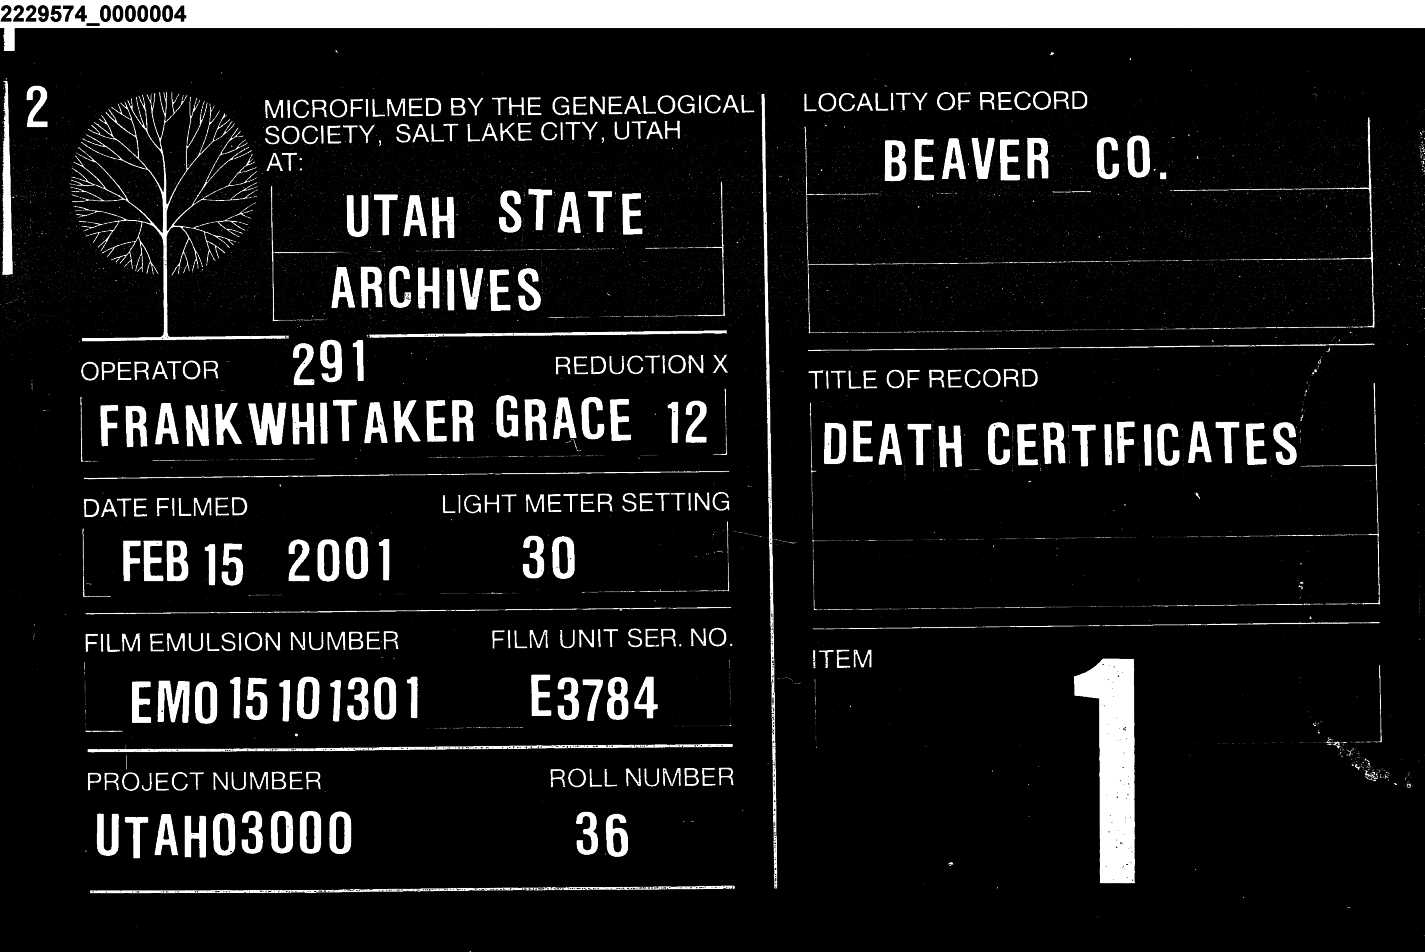 2229574_0000004
2
MICROFILMED BY THE GENEALOGICAL
SOCIETY, SALT LAKE CITY, UTAH
AT:
UTAH STATE
ARCHIVES
OPERATOR 291 REDUCTION X
FRANK WHITAKER GRACE 12
DATE FILMED LIGHT METER SETTING
FEB 15 2001 30
FILM EMULSION NUMBER FILM UNIT SER. NO.
EM015101301 E3784
PROJECT NUMBER ROLL NUMBER
UTAH03000 36
LOCALITY OF RECORD
BEAVER CO.
TITLE OF RECORD
DEATH CERTIFICATES
ITEM
1